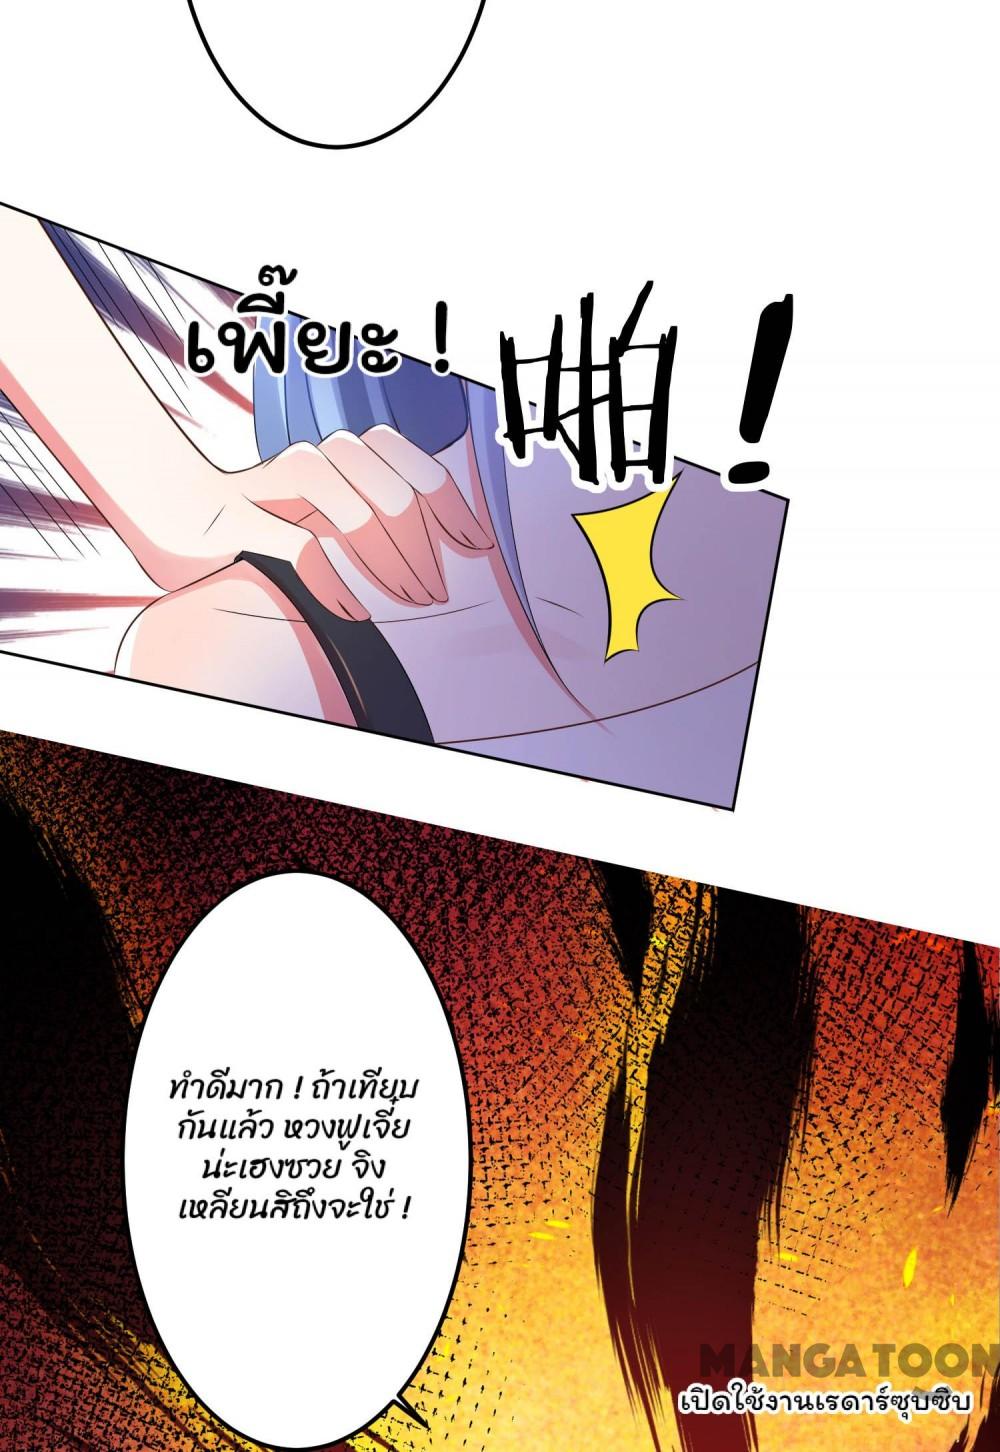 เพี๊ยะ !
啪!
ทำดีมาก ! ถ้าเทียบ
กันแล้ว หวงฟูเจี๋ย
น่ะเฮงซวย จิง
เหลียนสิถึงจะใช่ !
MANGATOON
เปิดใช้งานเรดาร์ซุบซิบ